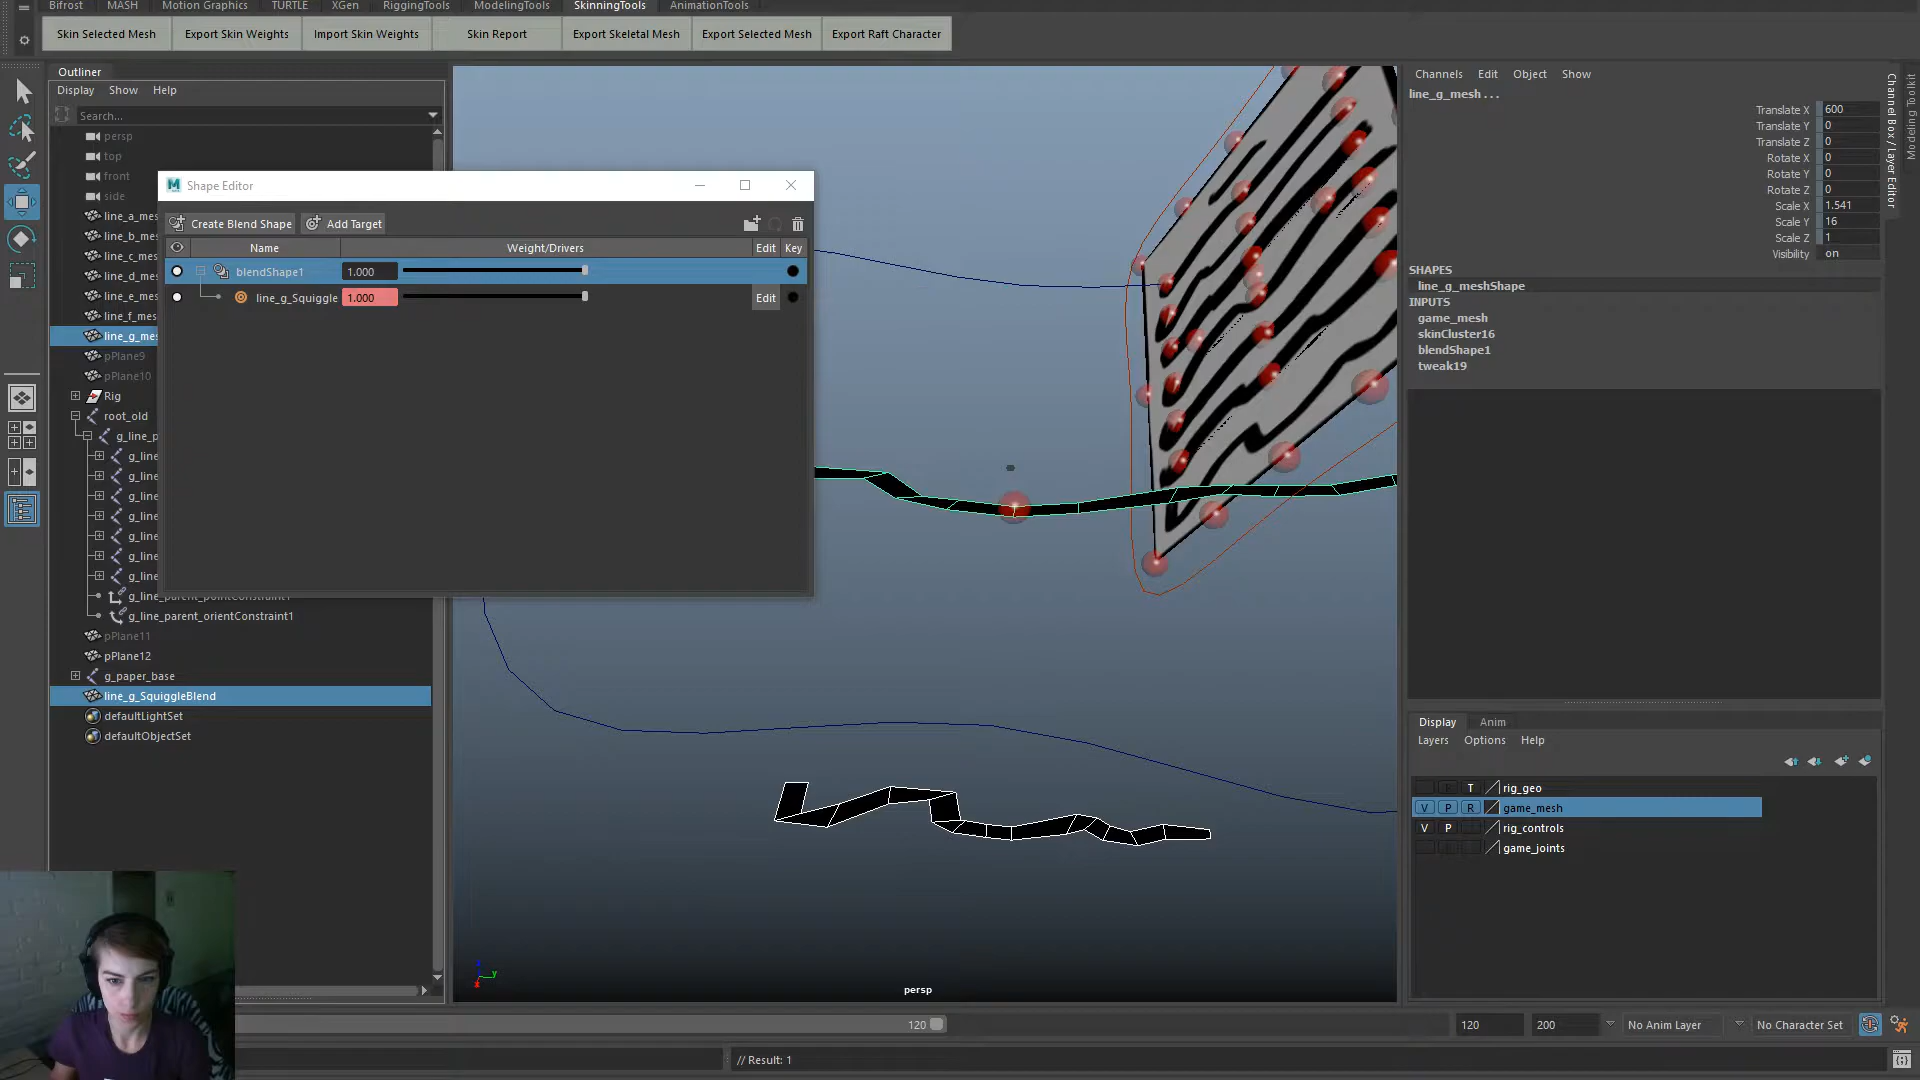 Bifrost MASH Motion Graphics TURTLE XGen RiggingTools ModelingTools SkinningTools AnimationTools
Skin Selected Mesh Export Skin Weights Import Skin Weights Skin Report Export Skeletal Mesh Export Selected Mesh Export Raft Character
Outliner
Display Show Help
Search...
persp
top
front
side
line_a_mes
line_b_mes
line_c_mes
line_d_mes
line_e_mes
line_f_mes
line_g_mes
pPlane9
pPlane10
Rig
root_old
g_line_p
g_line
g_line
g_line
g_line
g_line
g_line
g_line
g_line_parent_pointConstraint1
g_line_parent_orientConstraint1
pPlane11
pPlane12
g_paper_base
line_g_SquiggleBlend
defaultLightSet
defaultObjectSet
Shape Editor
Create Blend Shape Add Target
Name Weight/Drivers Edit Key
blendShape1 1.000
line_g_Squiggle 1.000 Edit
persp
y
Channels Edit Object Show
line_g_mesh . . .
Translate X 600
Translate Y 0
Translate Z 0
Rotate X 0
Rotate Y 0
Rotate Z 0
Scale X 1.541
Scale Y 16
Scale Z 1
Visibility on
SHAPES
line_g_meshShape
INPUTS
game_mesh
skinCluster16
blendShape1
tweak19
Channel Box / Layer Editor
Modeling Toolkit
Display Anim
Layers Options Help
T rig_geo
V P R game_mesh
V P rig_controls
game_joints
120 120 200 No Anim Layer No Character Set
// Result: 1